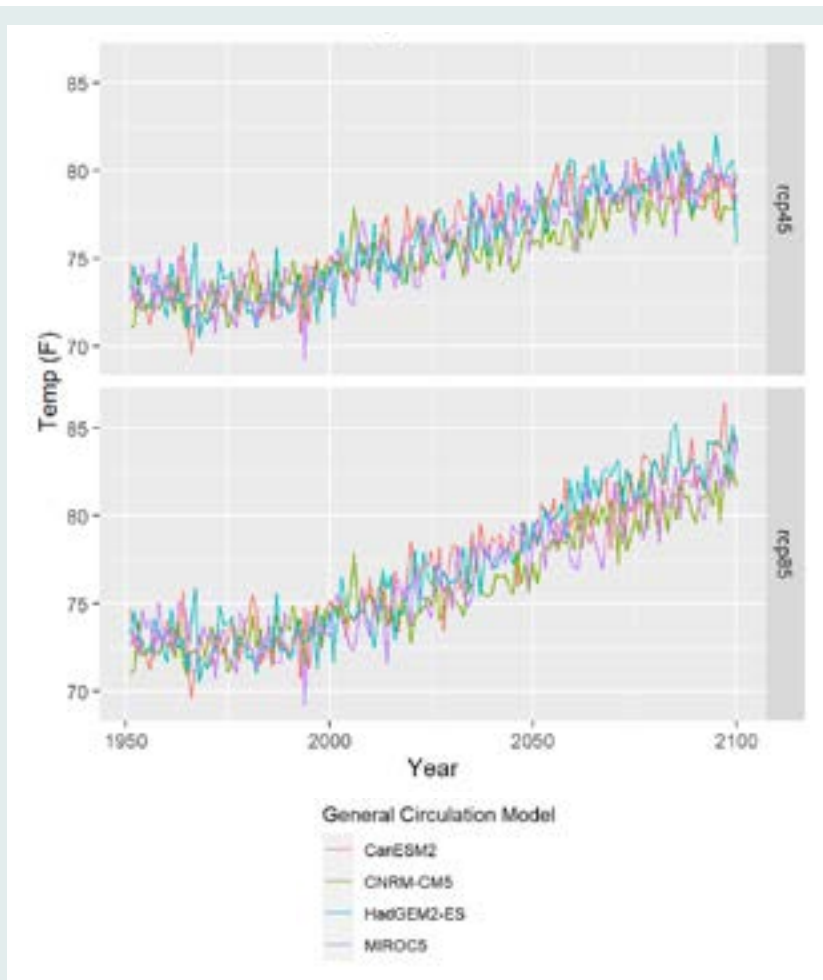 85
80
rcp45
75
70
Temp (F)
85
80
rcp85
75
70
1950 2000 2050 2100
Year
General Circulation Model
CanESM2
CNRM-CM5
HadGEM2-ES
MIROC5